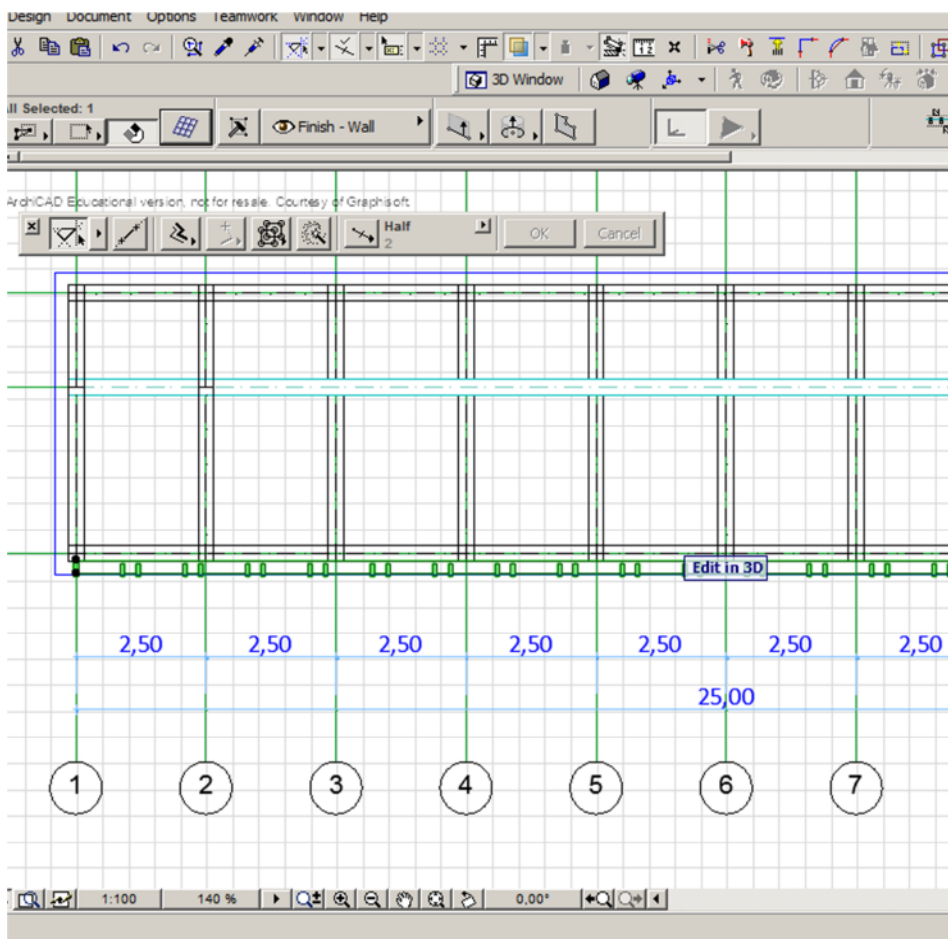 Design Document Options Teamwork Window Help
3D Window
All Selected: 1
Finish - Wall
ArchiCAD Educational version, not for resale. Courtesy of Graphisoft.
Half
2
OK Cancel
Edit in 3D
2,50 2,50 2,50 2,50 2,50 2,50 2,50
25,00
1 2 3 4 5 6 7
1:100 140 % 0,00°